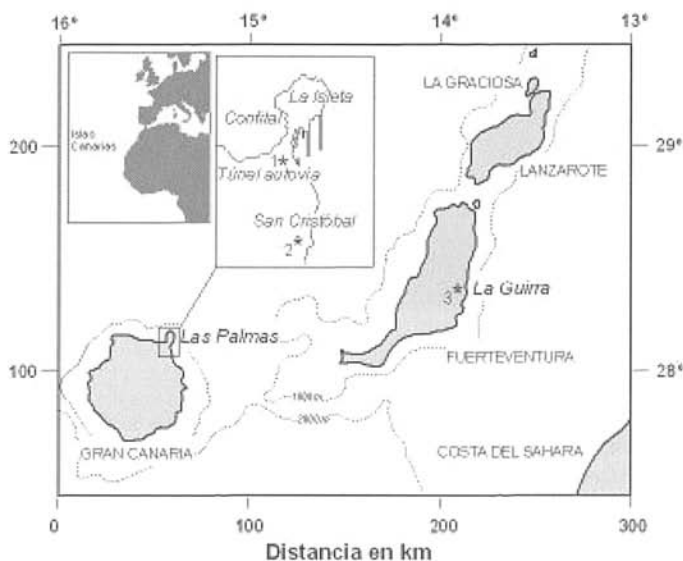 16°
15°
14°
13°
Islas
Canarias
La Isleta
Confital
1*
Túnel autovía
San Cristóbal
2*
LA GRACIOSA
LANZAROTE
29°
200
3* La Guirra
Las Palmas
FUERTEVENTURA
28°
100
GRAN CANARIA
COSTA DEL SAHARA
0
100
200
300
Distancia en km